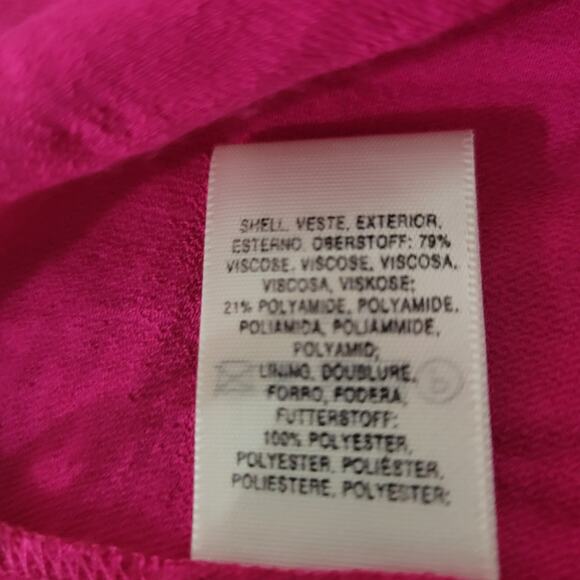 SHELL, VESTE, EXTERIOR,
ESTERNO, OBERSTOFF: 79%
VISCOSE, VISCOSE, VISCOSA,
VISCOSA, VISKOSE;
21% POLYAMIDE, POLYAMIDE,
POLIAMIDA, POLIAMMIDE,
POLYAMID;
LINING, DOUBLURE,
FORRO, FODERA,
FUTTERSTOFF:
100% POLYESTER,
POLYESTER, POLIÉSTER,
POLIESTERE, POLYESTER;